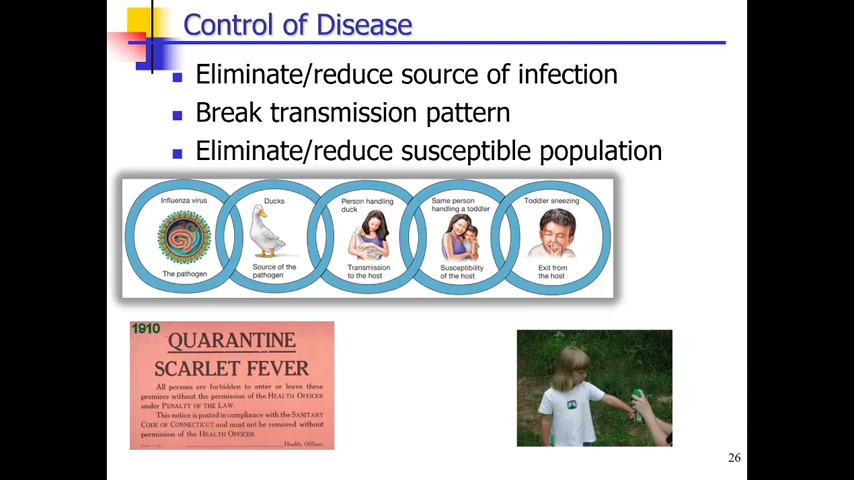 Control of Disease
Eliminate/reduce source of infection
Break transmission pattern
Eliminate/reduce susceptible population
Influenza virus
The pathogen
Ducks
Source of the
pathogen
Person handling
duck
Transmission
to the host
Same person
handling a toddler
Susceptibility
of the host
Toddler sneezing
Exit from
the host
1910
QUARANTINE
SCARLET FEVER
All persons are forbidden to enter or leave these
premises without the permission of the HEALTH OFFICER
under PENALTY OF THE LAW.
This notice is posted in compliance with the SANITARY
CODE OF CONNECTICUT and must not be removed without
permission of the HEALTH OFFICER.
Health Officer.
26